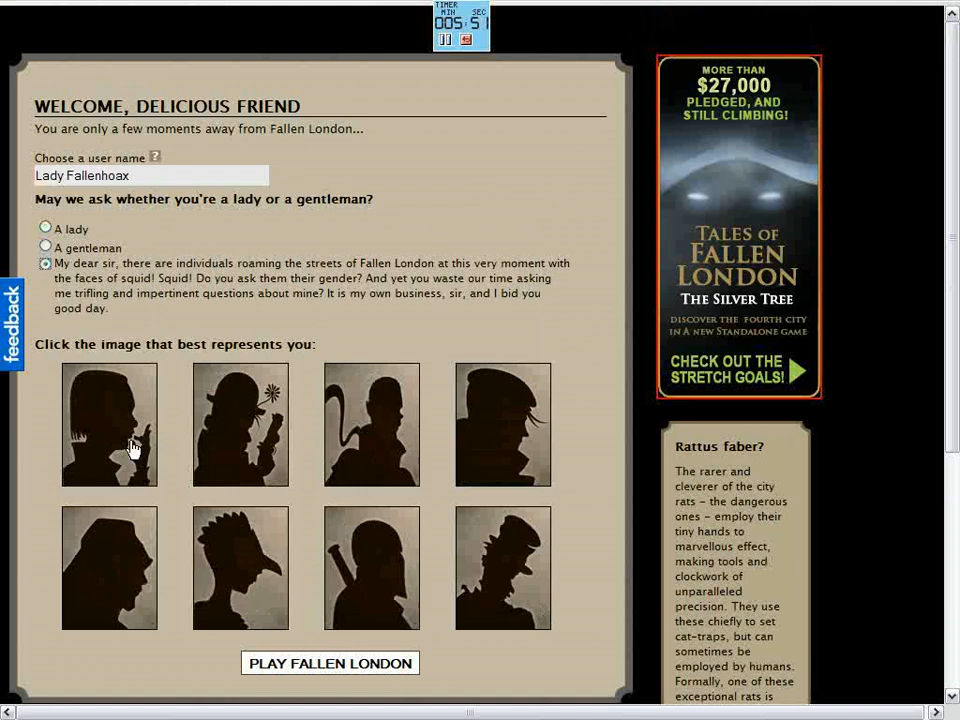 TIMER
MIN SEC
005:51
WELCOME, DELICIOUS FRIEND
You are only a few moments away from Fallen London...
Choose a user name ?
Lady Fallenhoax
May we ask whether you're a lady or a gentleman?
A lady
A gentleman
My dear sir, there are individuals roaming the streets of Fallen London at this very moment with
the faces of squid! Squid! Do you ask them their gender? And yet you waste our time asking
me trifling and impertinent questions about mine? It is my own business, sir, and I bid you
good day.
feedback
Click the image that best represents you:
PLAY FALLEN LONDON
MORE THAN
$27,000
PLEDGED, AND
STILL CLIMBING!
TALES OF
FALLEN
LONDON
THE SILVER TREE
DISCOVER THE FOURTH CITY
IN A NEW STANDALONE GAME
CHECK OUT THE
STRETCH GOALS!
Rattus faber?
The rarer and
cleverer of the city
rats - the dangerous
ones - employ their
tiny hands to
marvellous effect,
making tools and
clockwork of
unparalleled
precision. They use
these chiefly to set
cat-traps, but can
sometimes be
employed by humans.
Formally, one of these
exceptional rats is